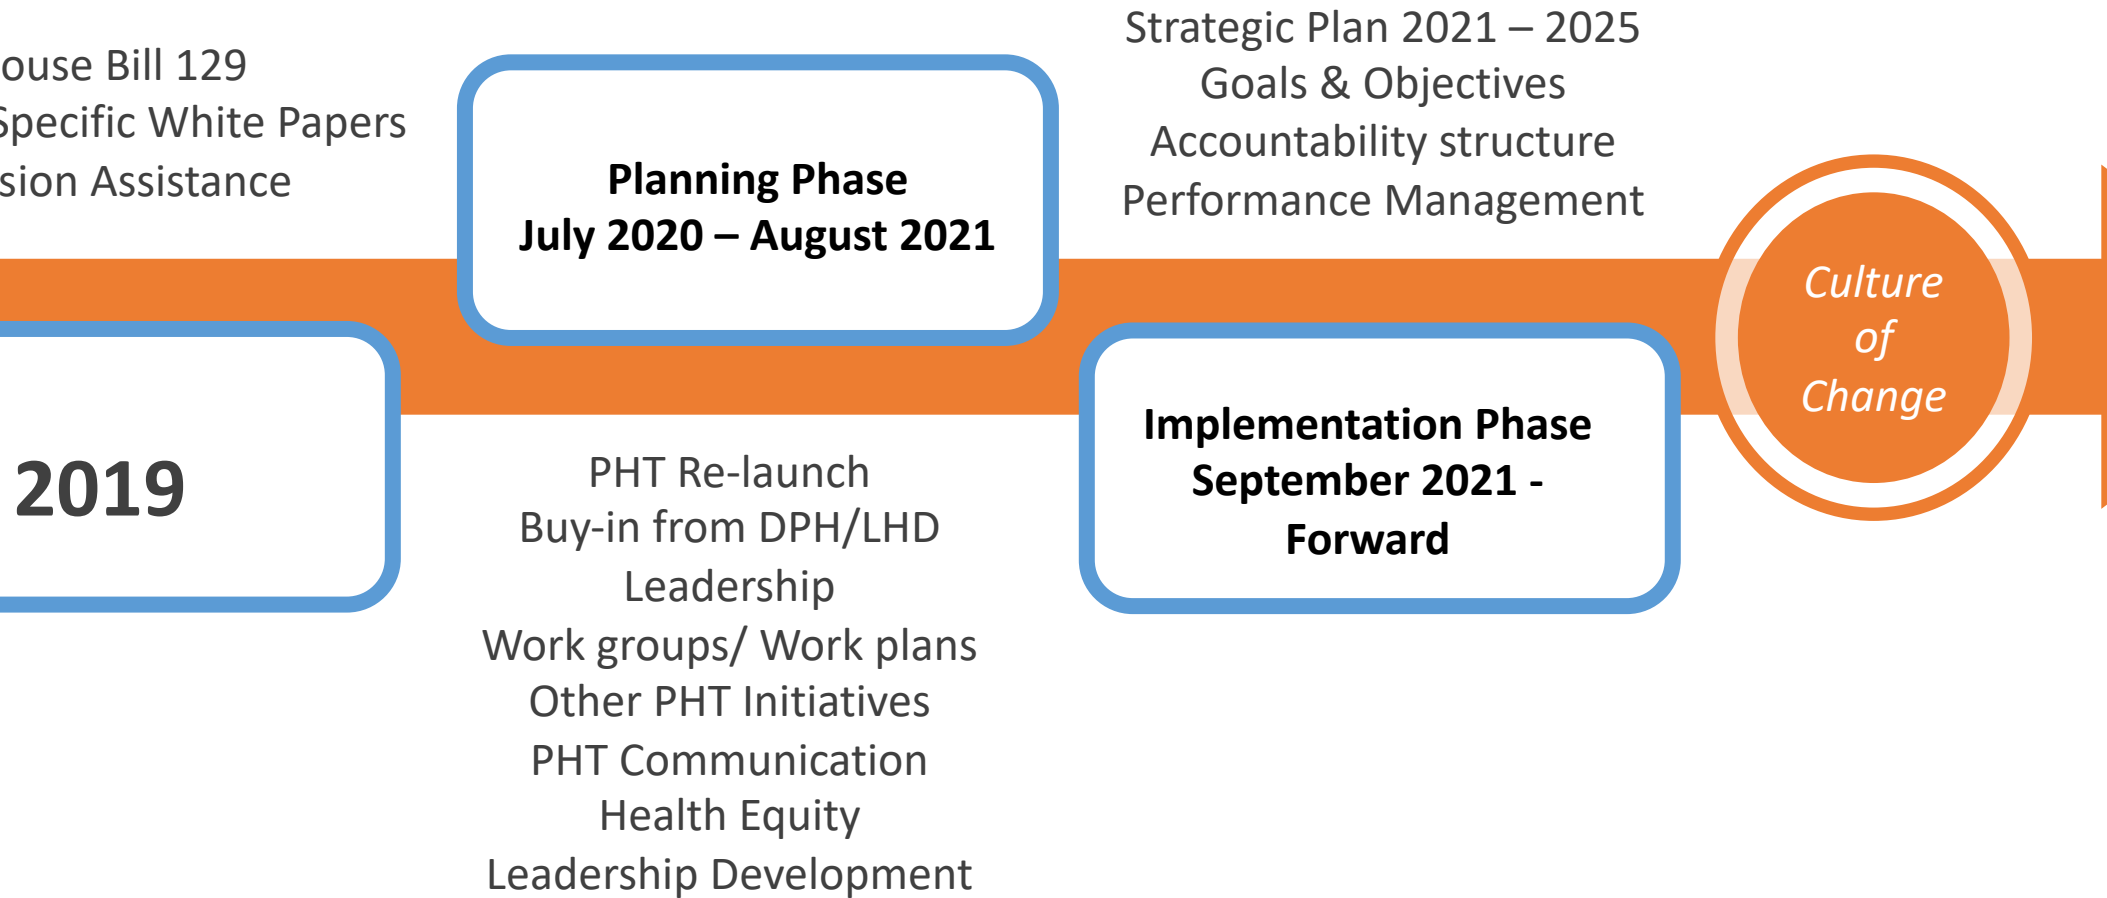 ouse Bill 129
Specific White Papers
sion Assistance
2019
Planning Phase
July 2020 – August 2021
PHT Re-launch
Buy-in from DPH/LHD
Leadership
Work groups/ Work plans
Other PHT Initiatives
PHT Communication
Health Equity
Leadership Development
Strategic Plan 2021 – 2025
Goals & Objectives
Accountability structure
Performance Management
Implementation Phase
September 2021 -
Forward
Culture
of
Change